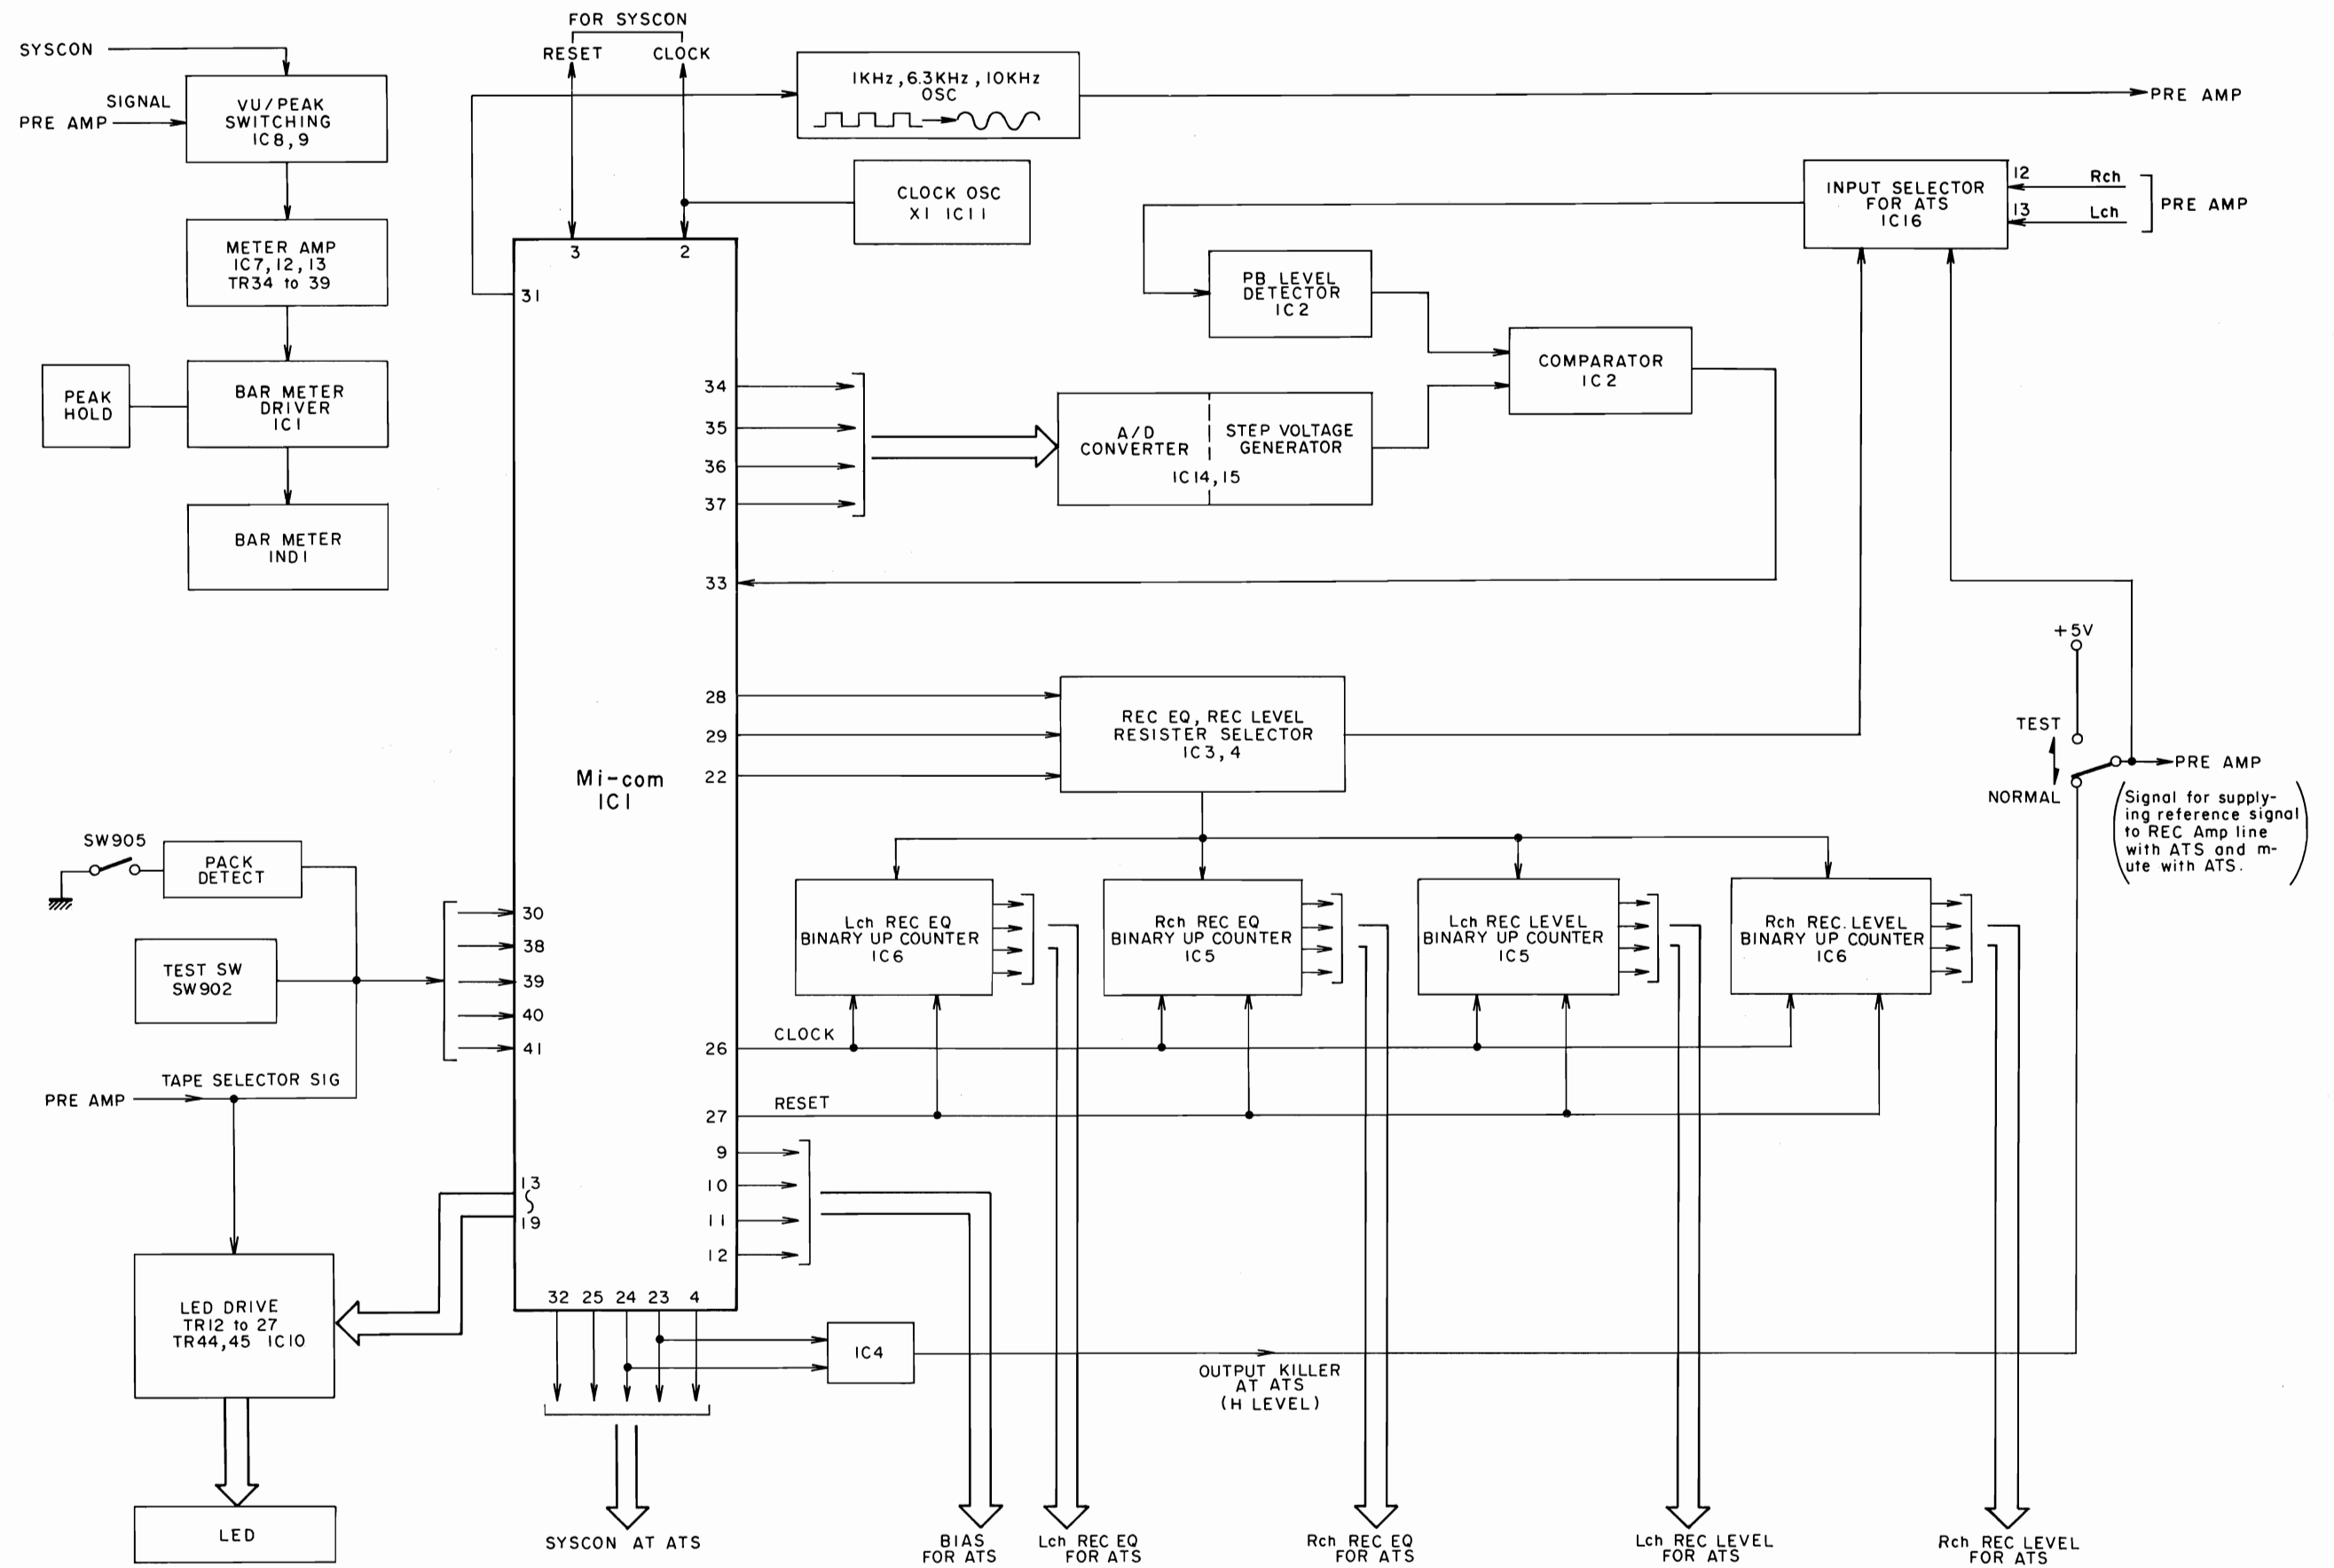 FOR SYSCON
RESET
CLOCK
SYSCON
SIGNAL
PRE AMP
VU/PEAK
SWITCHING
IC8, 9
METER AMP
IC7, 12, 13
TR34 to 39
PEAK
HOLD
BAR METER
DRIVER
IC1
BAR METER
IND1
1KHz, 6.3KHz, 10KHz
OSC
PRE AMP
CLOCK OSC
X1 IC11
INPUT SELECTOR
FOR ATS
IC16
12
Rch
13
Lch
PRE AMP
PB LEVEL
DETECTOR
IC2
COMPARATOR
IC2
A/D
CONVERTER
STEP VOLTAGE
GENERATOR
IC14, 15
3
2
31
34
35
36
37
33
28
29
22
Mi-com
IC1
REC EQ, REC LEVEL
RESISTER SELECTOR
IC3, 4
+5V
TEST
NORMAL
PRE AMP
(Signal for supply-
ing reference signal
to REC Amp line
with ATS and m-
ute with ATS.)
SW905
PACK
DETECT
TEST SW
SW902
30
38
39
40
41
TAPE SELECTOR SIG
PRE AMP
Lch REC EQ
BINARY UP COUNTER
IC6
Rch REC EQ
BINARY UP COUNTER
IC5
Lch REC LEVEL
BINARY UP COUNTER
IC5
Rch REC. LEVEL
BINARY UP COUNTER
IC6
26
CLOCK
27
RESET
9
10
11
12
13
19
32
25
24
23
4
LED DRIVE
TR12 to 27
TR44, 45 IC10
IC4
OUTPUT KILLER
AT ATS
(H LEVEL)
LED
SYSCON AT ATS
BIAS
FOR ATS
Lch REC EQ
FOR ATS
Rch REC EQ
FOR ATS
Lch REC LEVEL
FOR ATS
Rch REC LEVEL
FOR ATS